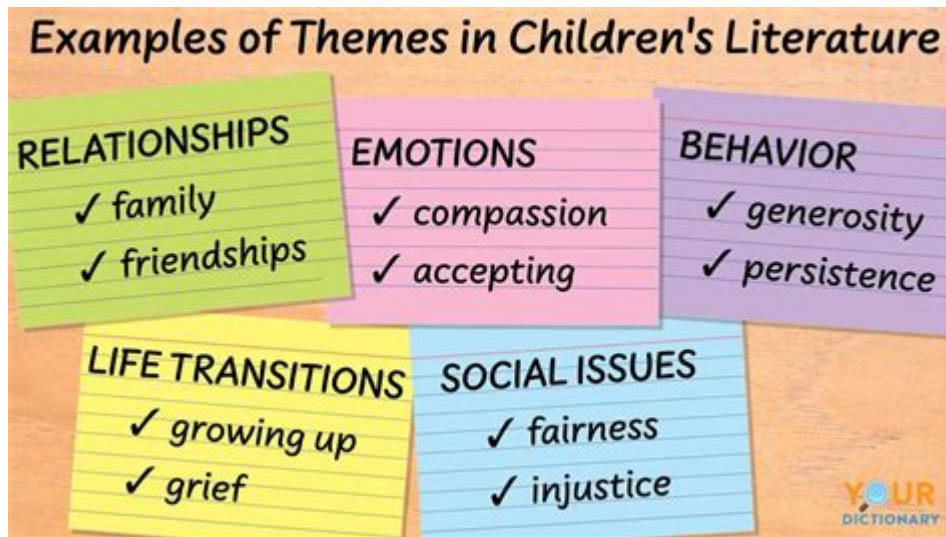 Examples of Themes in Children's Literature
RELATIONSHIPS
✓ family
✓ friendships
EMOTIONS
✓ compassion
✓ accepting
BEHAVIOR
✓ generosity
✓ persistence
LIFE TRANSITIONS
✓ growing up
✓ grief
SOCIAL ISSUES
✓ fairness
✓ injustice
YOUR
DICTIONARY